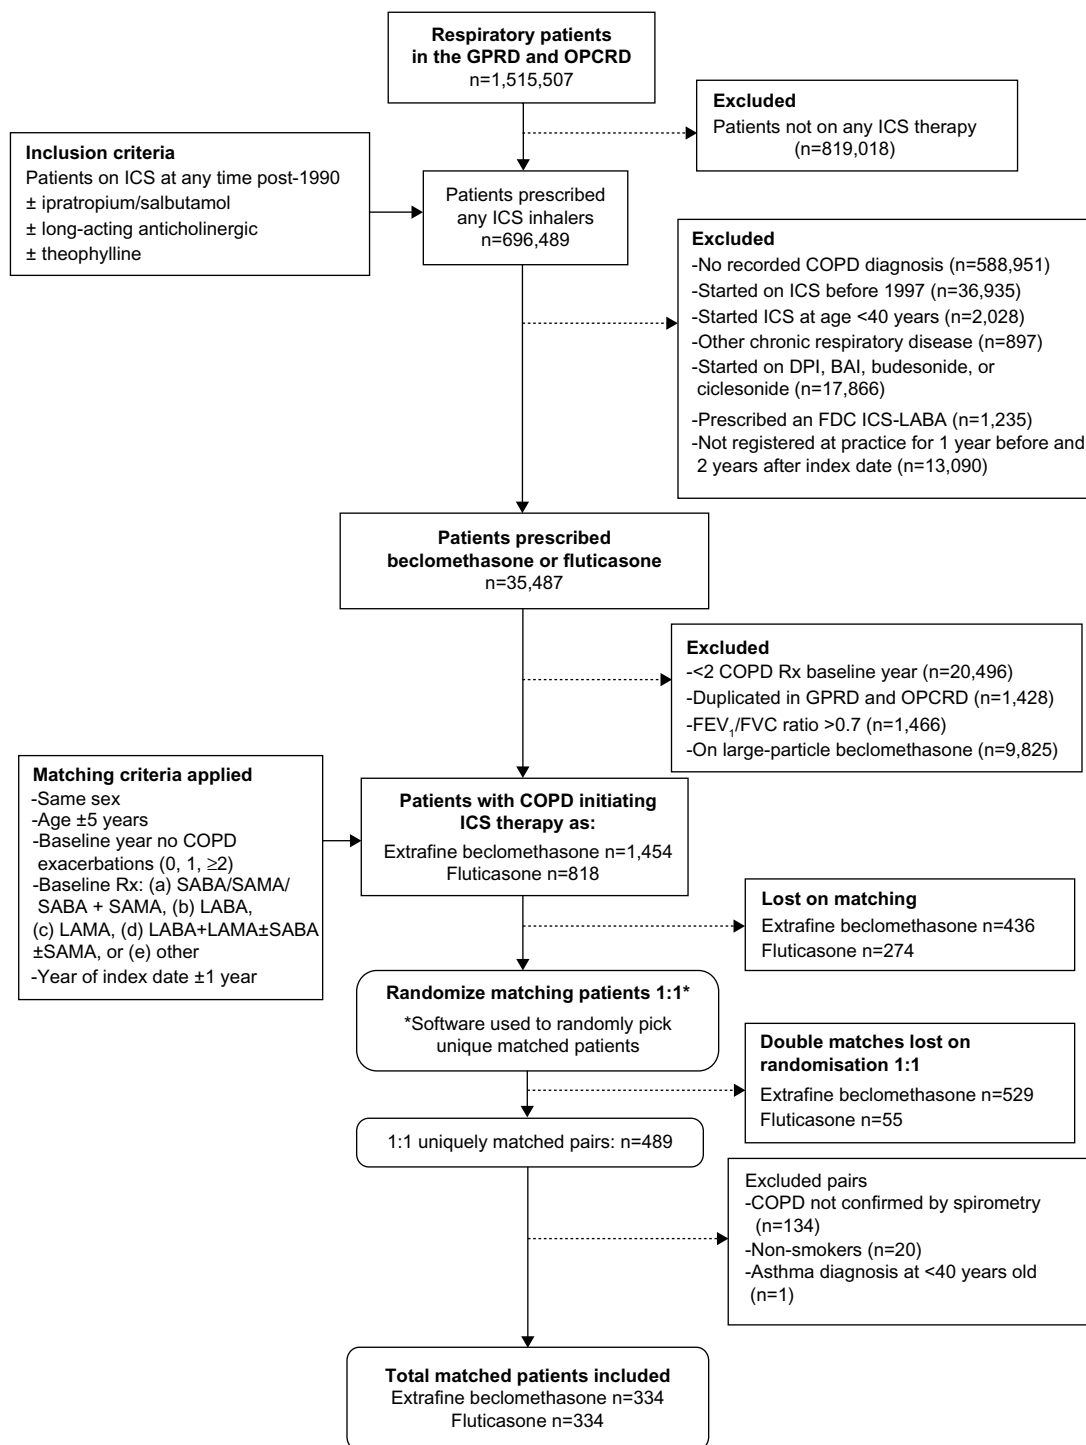 Respiratory patients
in the GPRD and OPCRD
n=1,515,507
Excluded
Patients not on any ICS therapy
(n=819,018)
Inclusion criteria
Patients on ICS at any time post-1990
± ipratropium/salbutamol
± long-acting anticholinergic
± theophylline
Patients prescribed
any ICS inhalers
n=696,489
Excluded
-No recorded COPD diagnosis (n=588,951)
-Started on ICS before 1997 (n=36,935)
-Started ICS at age <40 years (n=2,028)
-Other chronic respiratory disease (n=897)
-Started on DPI, BAI, budesonide, or
ciclesonide (n=17,866)
-Prescribed an FDC ICS-LABA (n=1,235)
-Not registered at practice for 1 year before and
2 years after index date (n=13,090)
Patients prescribed
beclomethasone or fluticasone
n=35,487
Excluded
-<2 COPD Rx baseline year (n=20,496)
-Duplicated in GPRD and OPCRD (n=1,428)
-FEV₁/FVC ratio >0.7 (n=1,466)
-On large-particle beclomethasone (n=9,825)
Matching criteria applied
-Same sex
-Age ±5 years
-Baseline year no COPD
exacerbations (0, 1, ≥2)
-Baseline Rx: (a) SABA/SAMA/
SABA + SAMA, (b) LABA,
(c) LAMA, (d) LABA+LAMA±SABA
±SAMA, or (e) other
-Year of index date ±1 year
Patients with COPD initiating
ICS therapy as:
Extrafine beclomethasone n=1,454
Fluticasone n=818
Lost on matching
Extrafine beclomethasone n=436
Fluticasone n=274
Randomize matching patients 1:1*
*Software used to randomly pick
unique matched patients
Double matches lost on
randomisation 1:1
Extrafine beclomethasone n=529
Fluticasone n=55
1:1 uniquely matched pairs: n=489
Excluded pairs
-COPD not confirmed by spirometry
(n=134)
-Non-smokers (n=20)
-Asthma diagnosis at <40 years old
(n=1)
Total matched patients included
Extrafine beclomethasone n=334
Fluticasone n=334